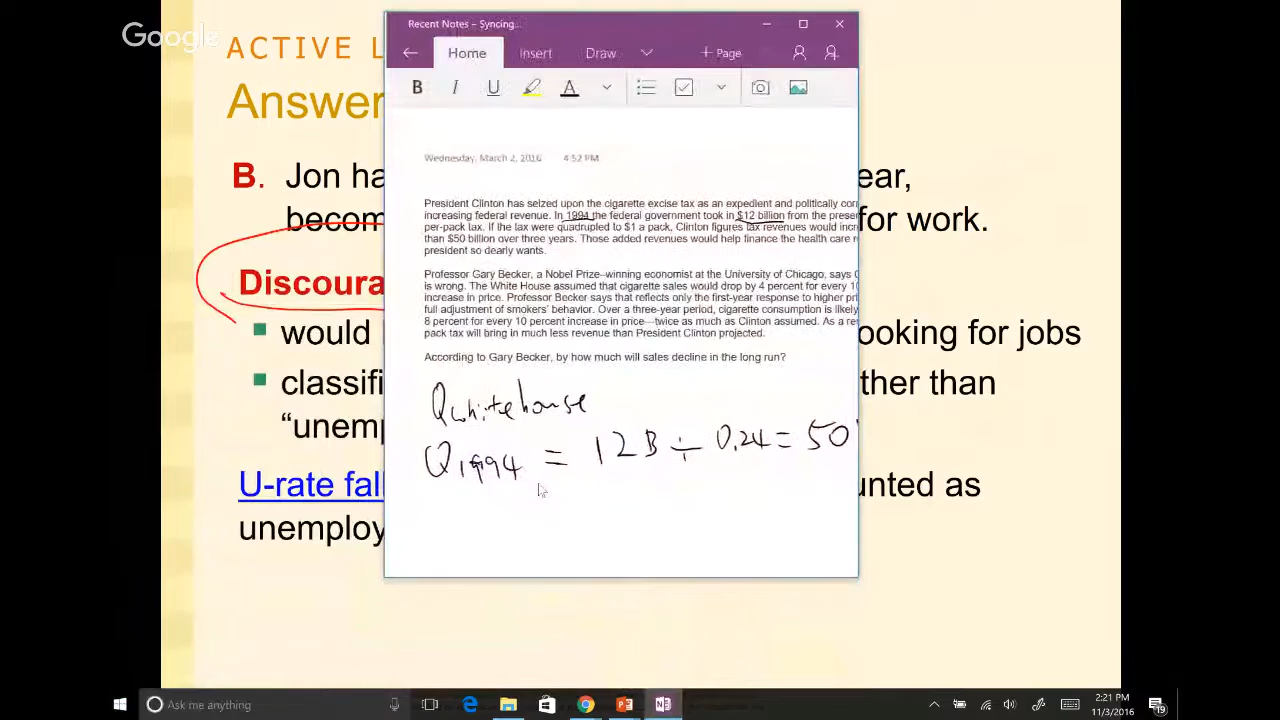 Google
ACTIVE L
Answer
B. Jon ha
ear,
becom
for work.
Discoura
would
ooking for jobs
classifi
ther than
“unem
U-rate fal
unted as
unemploy
Recent Notes – Syncing...
Home Insert Draw + Page
B I U A
Wednesday, March 2, 2016 4:52 PM
President Clinton has seized upon the cigarette excise tax as an expedient and politically cor
increasing federal revenue. In 1994 the federal government took in $12 billion from the prese
per-pack tax. If the tax were quadrupled to $1 a pack, Clinton figures tax revenues would incr
than $50 billion over three years. Those added revenues would help finance the health care r
president so dearly wants.
Professor Gary Becker, a Nobel Prize–winning economist at the University of Chicago, says C
is wrong. The White House assumed that cigarette sales would drop by 4 percent for every 10
increase in price. Professor Becker says that reflects only the first-year response to higher pri
full adjustment of smokers' behavior. Over a three-year period, cigarette consumption is likely
8 percent for every 10 percent increase in price—twice as much as Clinton assumed. As a re
pack tax will bring in much less revenue than President Clinton projected.
According to Gary Becker, by how much will sales decline in the long run?
Qwhitehouse
Q1994 = 12B ÷ 0.24 = 50
Ask me anything
2:21 PM
11/3/2016
19